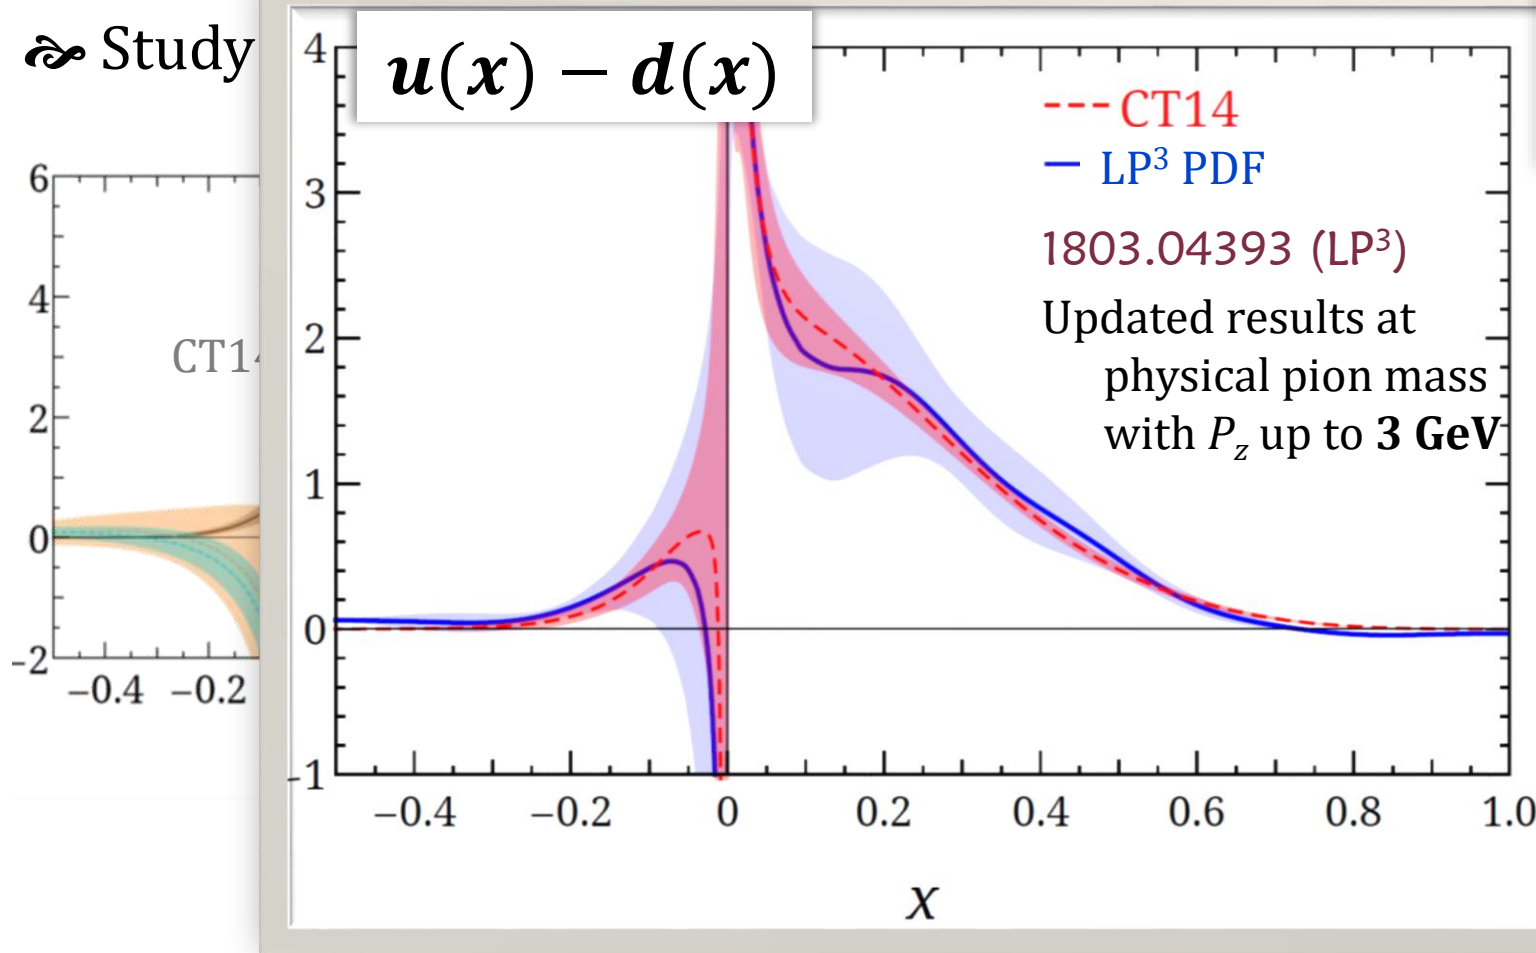 Study
u(x) − d(x)
CT14
LP³ PDF
1803.04393 (LP³)
Updated results at
physical pion mass
with P_z up to 3 GeV
4
3
2
1
0
−1
−0.4 −0.2 0 0.2 0.4 0.6 0.8 1.0
x
6
4
CT14
2
0
−2
−0.4 −0.2